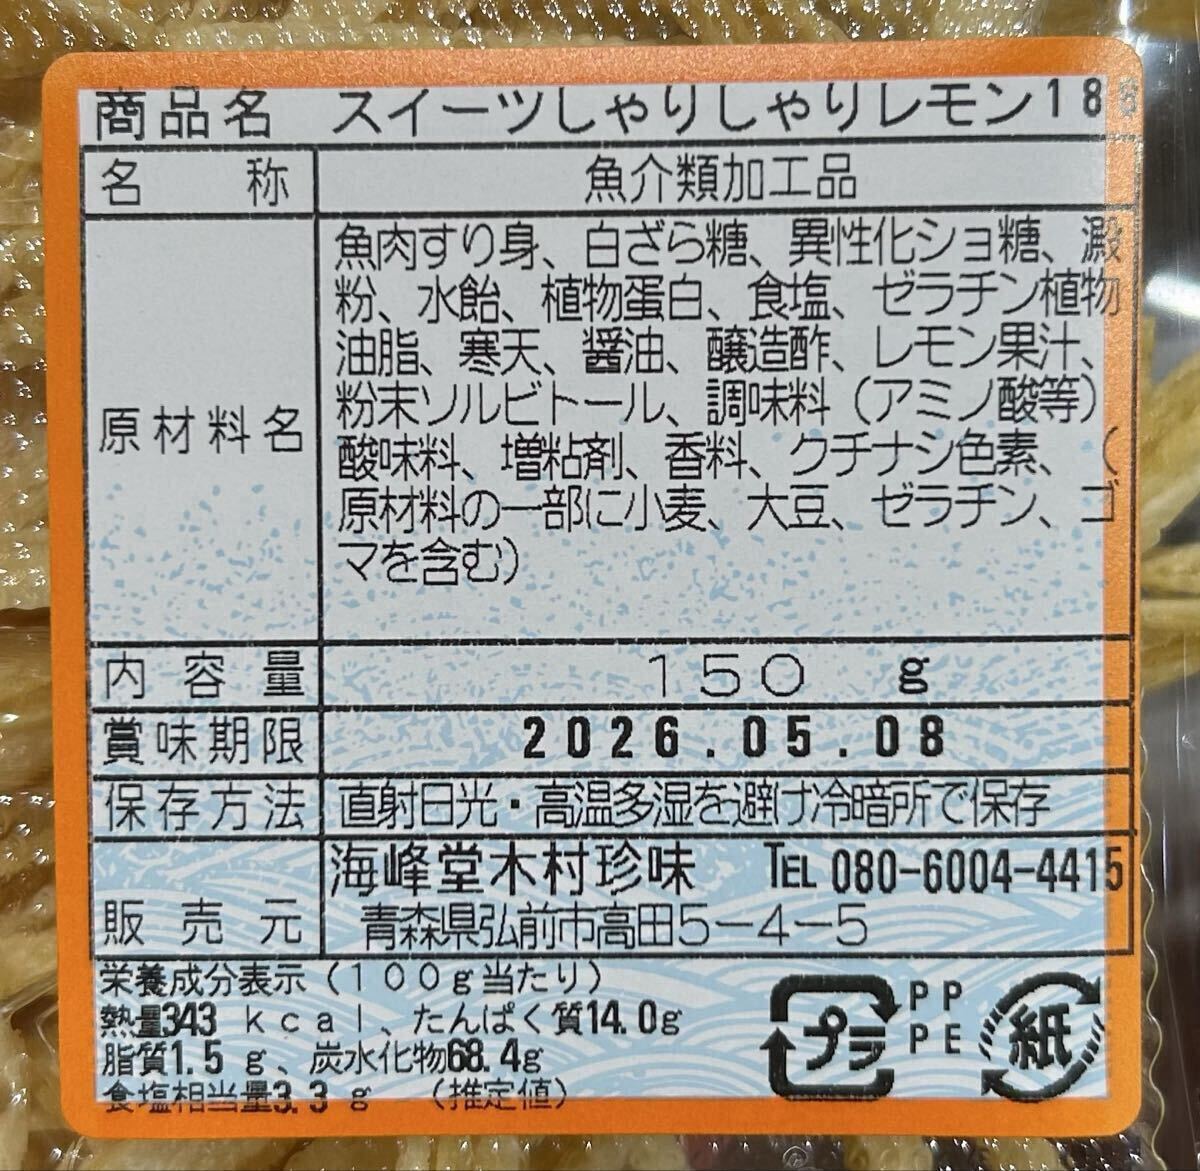 商品名 スイーツしゃりしゃりレモン18
名称 魚介類加工品
原材料名 魚肉すり身、白ざら糖、異性化ショ糖、澱
粉、水飴、植物蛋白、食塩、ゼラチン植物
油脂、寒天、醤油、醸造酢、レモン果汁、
粉末ソルビトール、調味料（アミノ酸等）
酸味料、増粘剤、香料、クチナシ色素、（
原材料の一部に小麦、大豆、ゼラチン、ゴ
マを含む）
内容量 150 g
賞味期限 2026.05.08
保存方法 直射日光・高温多湿を避け冷暗所で保存
販売元 海峰堂木村珍味 TEL 080-6004-4415
青森県弘前市高田5-4-5
栄養成分表示（100g当たり）
熱量343 kcal、たんぱく質14.0g
脂質1.5 g、炭水化物68.4g
食塩相当量3.3 g （推定値）
プラ PP PE 紙